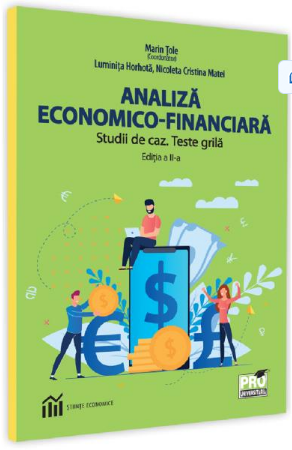 Marin Țole
(Coordonator)
Luminița Horhotă, Nicoleta Cristina Matei
ANALIZĂ
ECONOMICO-FINANCIARĂ
Studii de caz. Teste grilă
Ediția a II-a
$
€
£
$
$
ȘTIINȚE ECONOMICE
PRO
UNIVERSITARIA